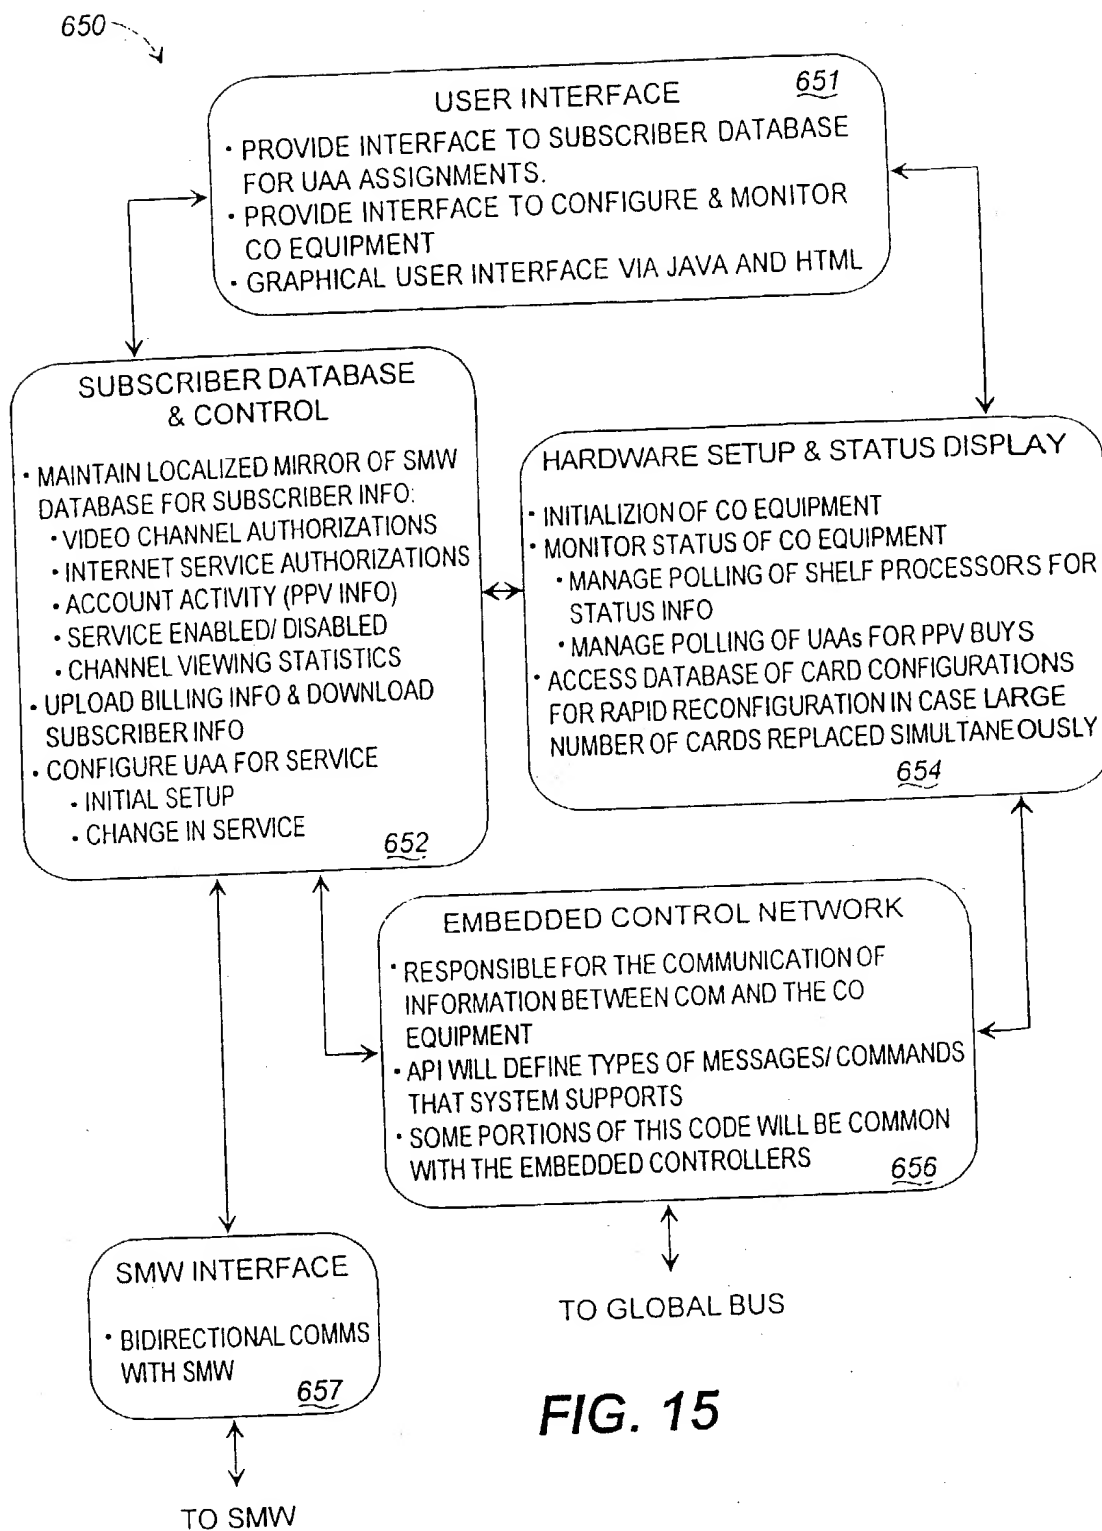 650
651
USER INTERFACE
· PROVIDE INTERFACE TO SUBSCRIBER DATABASE
FOR UAA ASSIGNMENTS.
· PROVIDE INTERFACE TO CONFIGURE & MONITOR
CO EQUIPMENT
· GRAPHICAL USER INTERFACE VIA JAVA AND HTML
SUBSCRIBER DATABASE
& CONTROL
· MAINTAIN LOCALIZED MIRROR OF SMW
DATABASE FOR SUBSCRIBER INFO:
· VIDEO CHANNEL AUTHORIZATIONS
· INTERNET SERVICE AUTHORIZATIONS
· ACCOUNT ACTIVITY (PPV INFO)
· SERVICE ENABLED/ DISABLED
· CHANNEL VIEWING STATISTICS
· UPLOAD BILLING INFO & DOWNLOAD
SUBSCRIBER INFO
· CONFIGURE UAA FOR SERVICE
· INITIAL SETUP
· CHANGE IN SERVICE
652
HARDWARE SETUP & STATUS DISPLAY
· INITIALIZION OF CO EQUIPMENT
· MONITOR STATUS OF CO EQUIPMENT
· MANAGE POLLING OF SHELF PROCESSORS FOR
STATUS INFO
· MANAGE POLLING OF UAAs FOR PPV BUYS
· ACCESS DATABASE OF CARD CONFIGURATIONS
FOR RAPID RECONFIGURATION IN CASE LARGE
NUMBER OF CARDS REPLACED SIMULTANEOUSLY
654
EMBEDDED CONTROL NETWORK
· RESPONSIBLE FOR THE COMMUNICATION OF
INFORMATION BETWEEN COM AND THE CO
EQUIPMENT
· API WILL DEFINE TYPES OF MESSAGES/ COMMANDS
THAT SYSTEM SUPPORTS
· SOME PORTIONS OF THIS CODE WILL BE COMMON
WITH THE EMBEDDED CONTROLLERS
656
SMW INTERFACE
· BIDIRECTIONAL COMMS
WITH SMW
657
TO GLOBAL BUS
TO SMW
FIG. 15